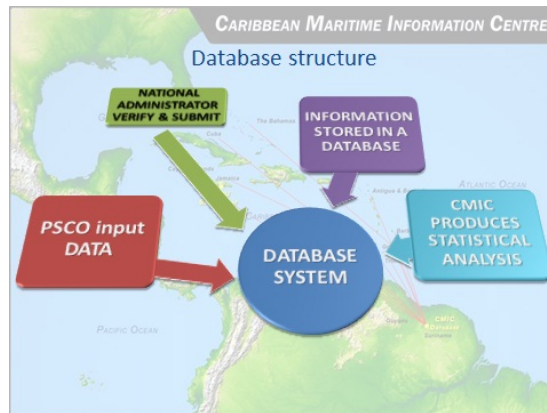 CARIBBEAN MARITIME INFORMATION CENTRE
Database structure
NATIONAL
ADMINISTRATOR
VERIFY & SUBMIT
INFORMATION
STORED IN A
DATABASE
PSCO input
DATA
DATABASE
SYSTEM
CMIC
PRODUCES
STATISTICAL
ANALYSIS
The Bahamas
Cuba
Jamaica
ATLANTIC OCEAN
PACIFIC OCEAN
CMIC
Database
Suriname